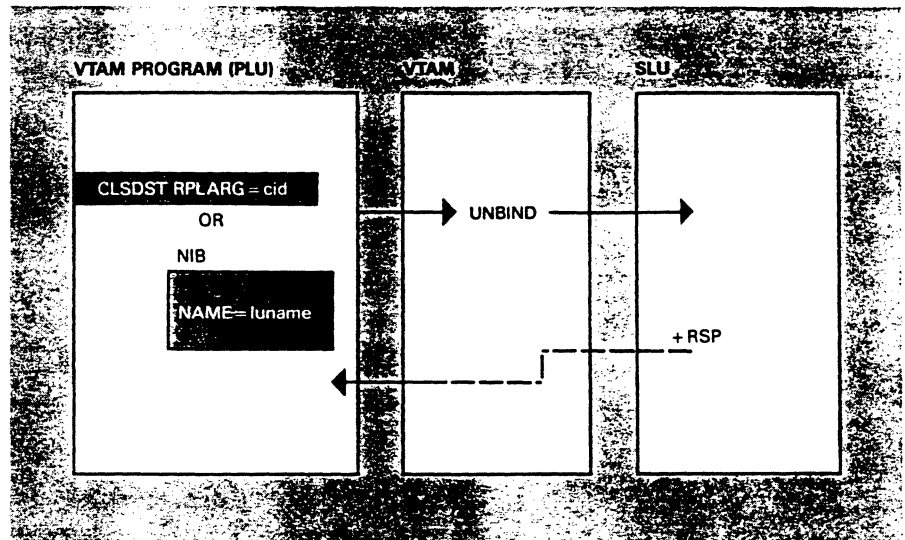 VTAM PROGRAM (PLU)
VTAM
SLU
CLSDST RPLARG = cid
OR
NIB
NAME= luname
UNBIND
+ RSP